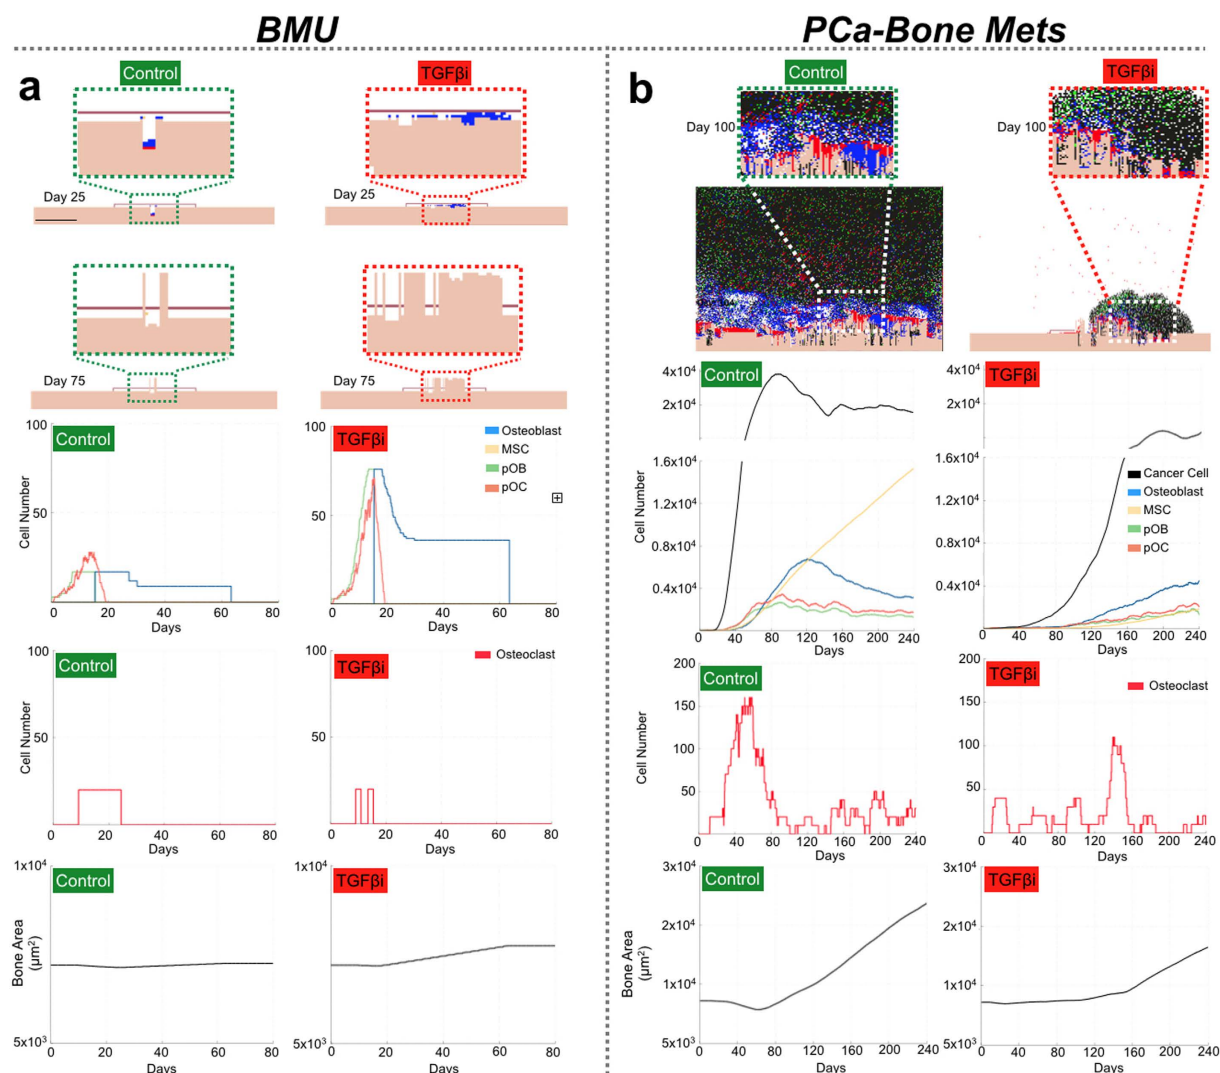 BMU
PCa-Bone Mets
a
Control
TGFβi
Day 25
Day 25
Day 75
Day 75
100
50
Cell Number
Control
0
20
40
60
80
Days
100
50
TGFβi
Osteoblast
MSC
pOB
pOC
0
20
40
60
80
Days
100
50
Cell Number
Control
0
20
40
60
80
Days
100
50
TGFβi
Osteoclast
0
20
40
60
80
Days
1x10⁴
Bone Area
(μm²)
5x10³
Control
0
20
40
60
80
Days
1x10⁴
5x10³
TGFβi
0
20
40
60
80
Days
b
Control
TGFβi
Day 100
Day 100
Control
4x10⁴
2x10⁴
1.6x10⁴
1.2x10⁴
0.8x10⁴
0.4x10⁴
Cell Number
0
40
80
120
160
200
240
Days
TGFβi
4x10⁴
2x10⁴
1.6x10⁴
1.2x10⁴
0.8x10⁴
0.4x10⁴
Cancer Cell
Osteoblast
MSC
pOB
pOC
0
40
80
120
160
200
240
Days
200
150
100
50
0
Cell Number
Control
0
40
80
120
160
200
240
Days
200
150
100
50
TGFβi
Osteoclast
0
40
80
120
160
200
240
Days
3x10⁴
2x10⁴
1x10⁴
5x10³
Bone Area
(μm²)
Control
0
40
80
120
160
200
240
Days
3x10⁴
2x10⁴
1x10⁴
5x10³
TGFβi
0
40
80
120
160
200
240
Days